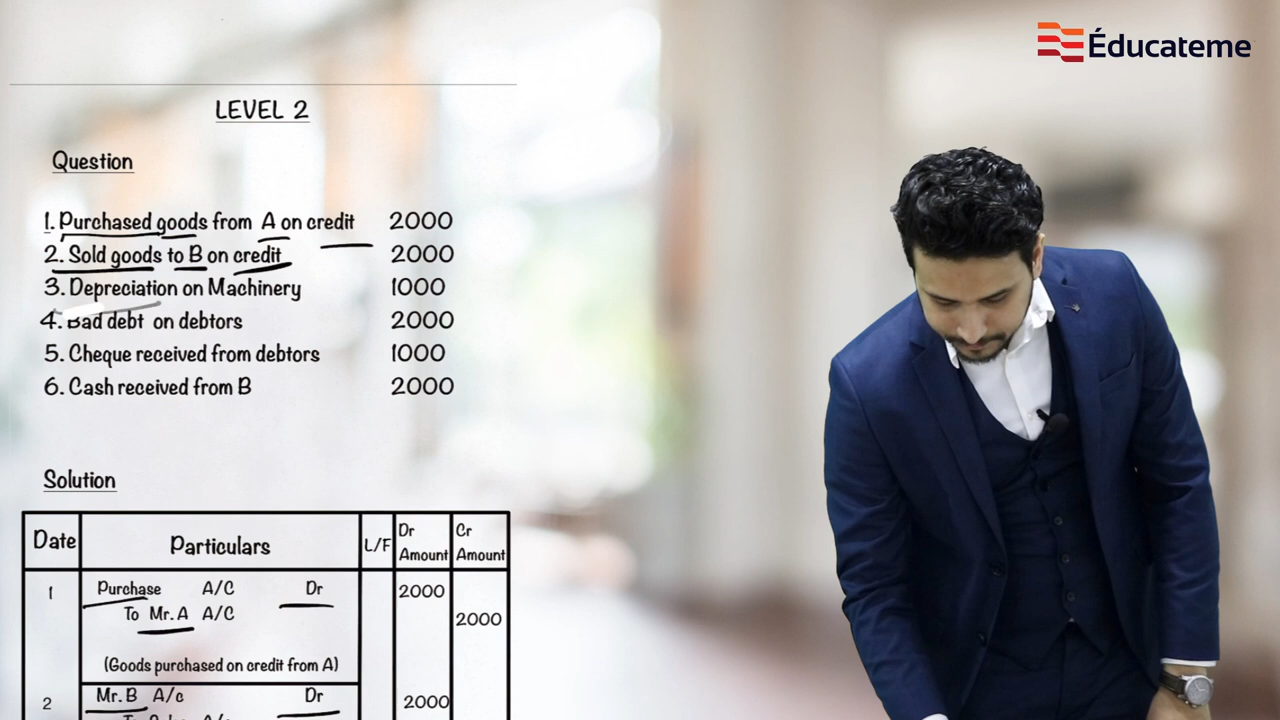 Éducateme
LEVEL 2
Question
1. Purchased goods from A on credit 2000
2. Sold goods to B on credit 2000
3. Depreciation on Machinery 1000
4. Bad debt on debtors 2000
5. Cheque received from debtors 1000
6. Cash received from B 2000
Solution
Date Particulars L/F Dr Amount Cr Amount
1 Purchase A/C Dr 2000
To Mr. A A/C 2000
(Goods purchased on credit from A)
2 Mr. B A/c Dr 2000